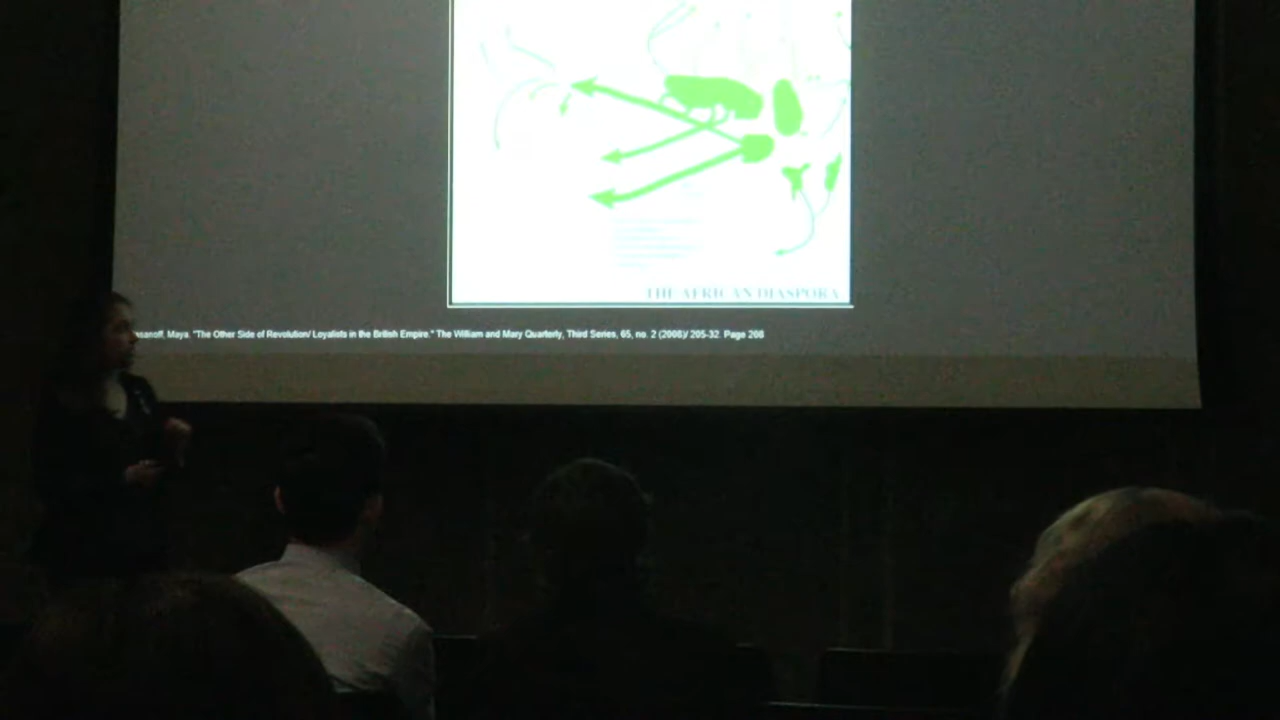 THE AFRICAN DIASPORA
sanoff, Maya. "The Other Side of Revolution/ Loyalists in the British Empire." The William and Mary Quarterly, Third Series, 65, no. 2 (2008)/ 205-32. Page 208